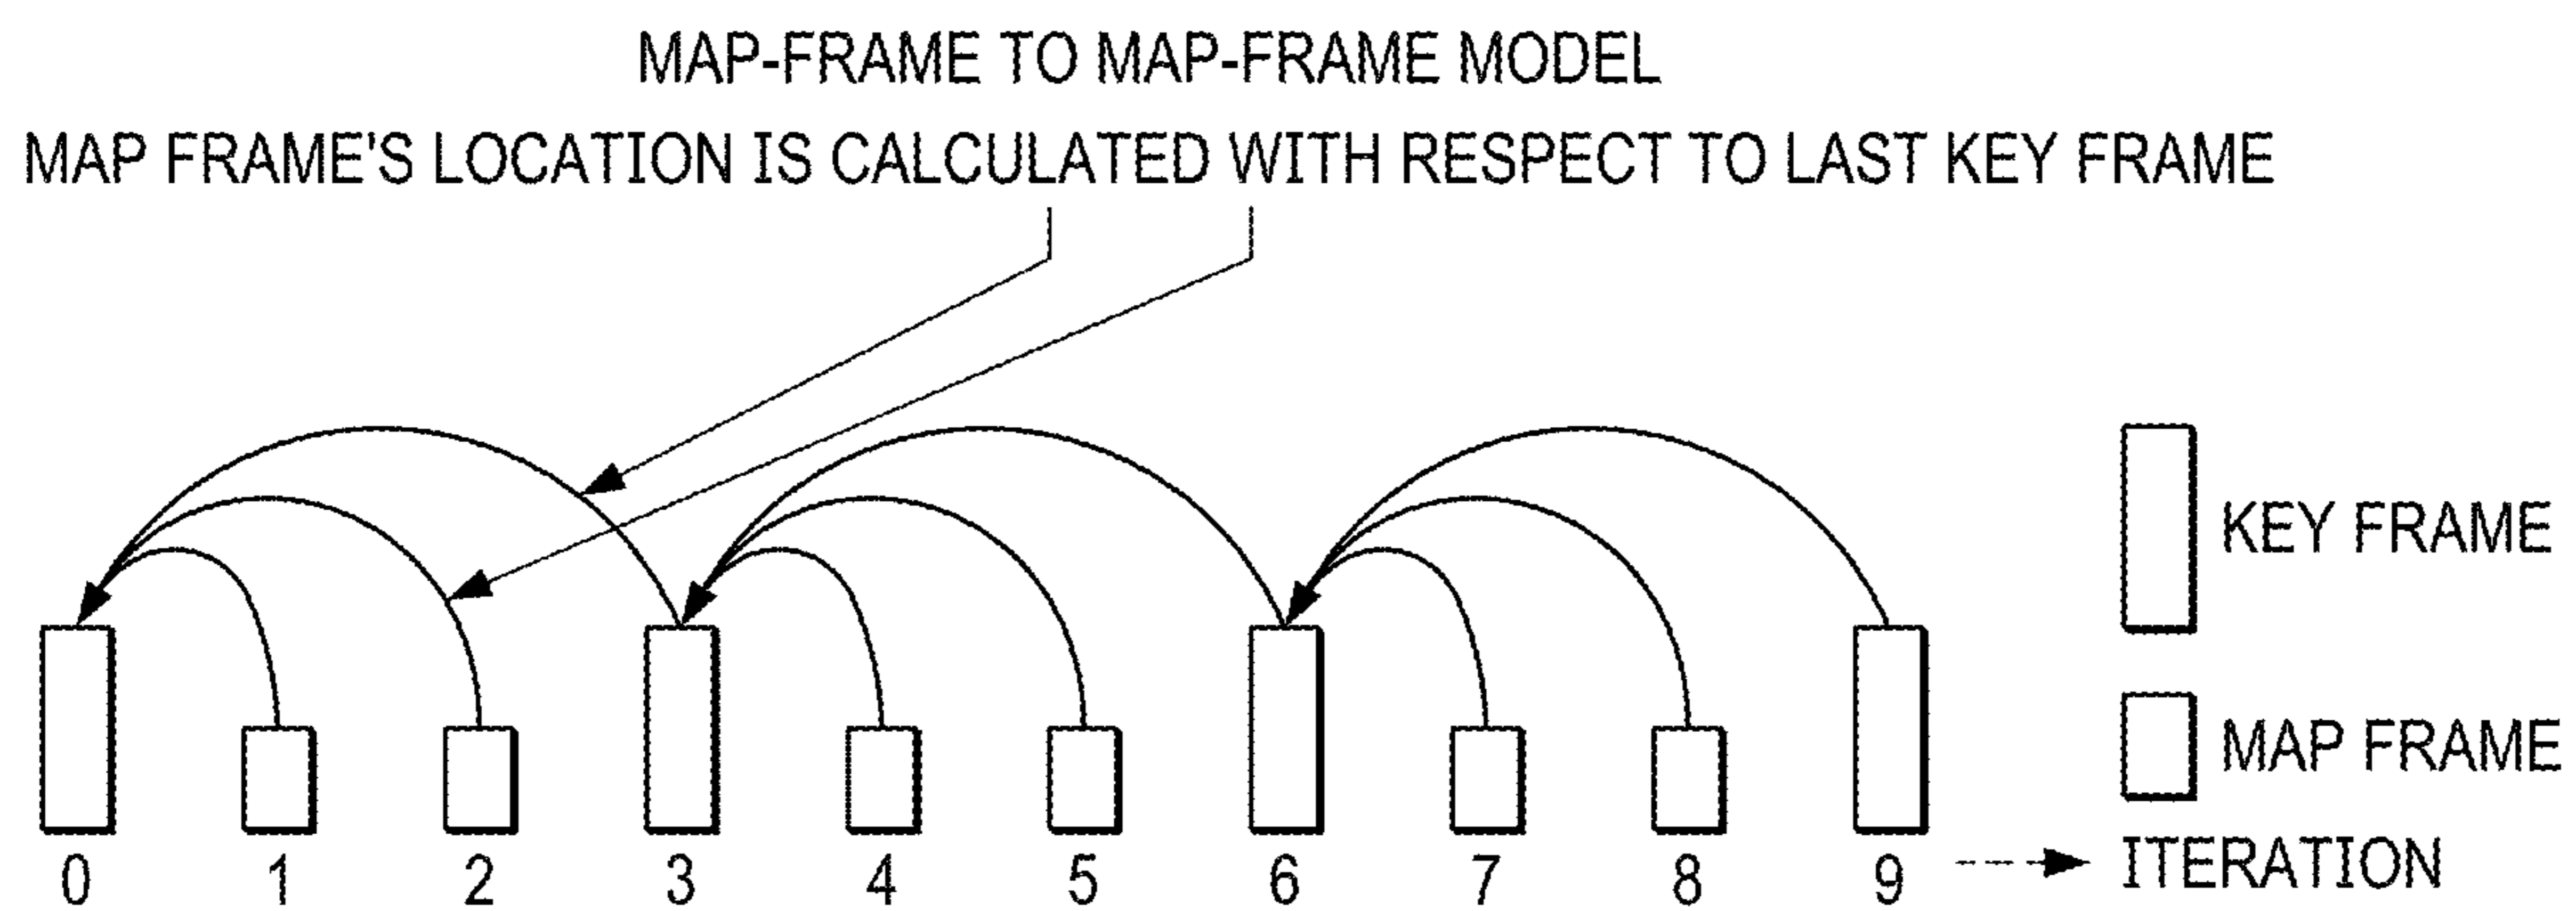 MAP-FRAME TO MAP-FRAME MODEL
MAP FRAME'S LOCATION IS CALCULATED WITH RESPECT TO LAST KEY FRAME
KEY FRAME
MAP FRAME
0 1 2 3 4 5 6 7 8 9 ITERATION